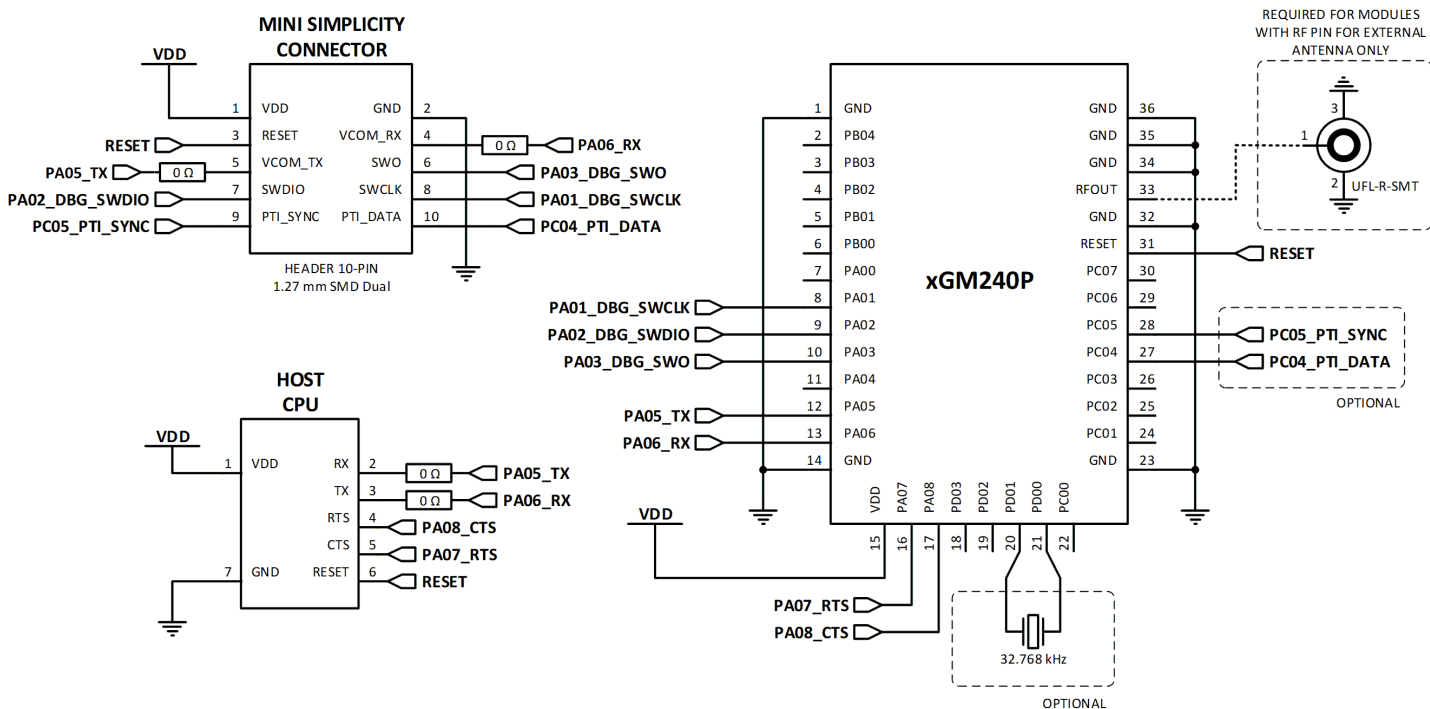 MINI SIMPLICITY
CONNECTOR
VDD
1 VDD GND 2
RESET 3 RESET VCOM_RX 4 0 Ω PA06_RX
PA05_TX 0 Ω 5 VCOM_TX SWO 6 PA03_DBG_SWO
PA02_DBG_SWDIO 7 SWDIO SWCLK 8 PA01_DBG_SWCLK
PC05_PTI_SYNC 9 PTI_SYNC PTI_DATA 10 PC04_PTI_DATA
HEADER 10-PIN
1.27 mm SMD Dual
HOST
CPU
VDD
1 VDD RX 2 0 Ω PA05_TX
TX 3 0 Ω PA06_RX
RTS 4 PA08_CTS
CTS 5 PA07_RTS
7 GND RESET 6 RESET
xGM240P
1 GND GND 36
2 PB04 GND 35
3 PB03 GND 34
4 PB02 RFOUT 33
5 PB01 GND 32
6 PB00 RESET 31 RESET
7 PA00 PC07 30
PA01_DBG_SWCLK 8 PA01 PC06 29
PA02_DBG_SWDIO 9 PA02 PC05 28 PC05_PTI_SYNC
PA03_DBG_SWO 10 PA03 PC04 27 PC04_PTI_DATA
11 PA04 PC03 26
PA05_TX 12 PA05 PC02 25
PA06_RX 13 PA06 PC01 24
14 GND GND 23
OPTIONAL
VDD PA07 PA08 PD03 PD02 PD01 PD00 PC00
15 16 17 18 19 20 21 22
VDD
PA07_RTS
PA08_CTS
32.768 kHz
OPTIONAL
REQUIRED FOR MODULES
WITH RF PIN FOR EXTERNAL
ANTENNA ONLY
3
1
2
UFL-R-SMT